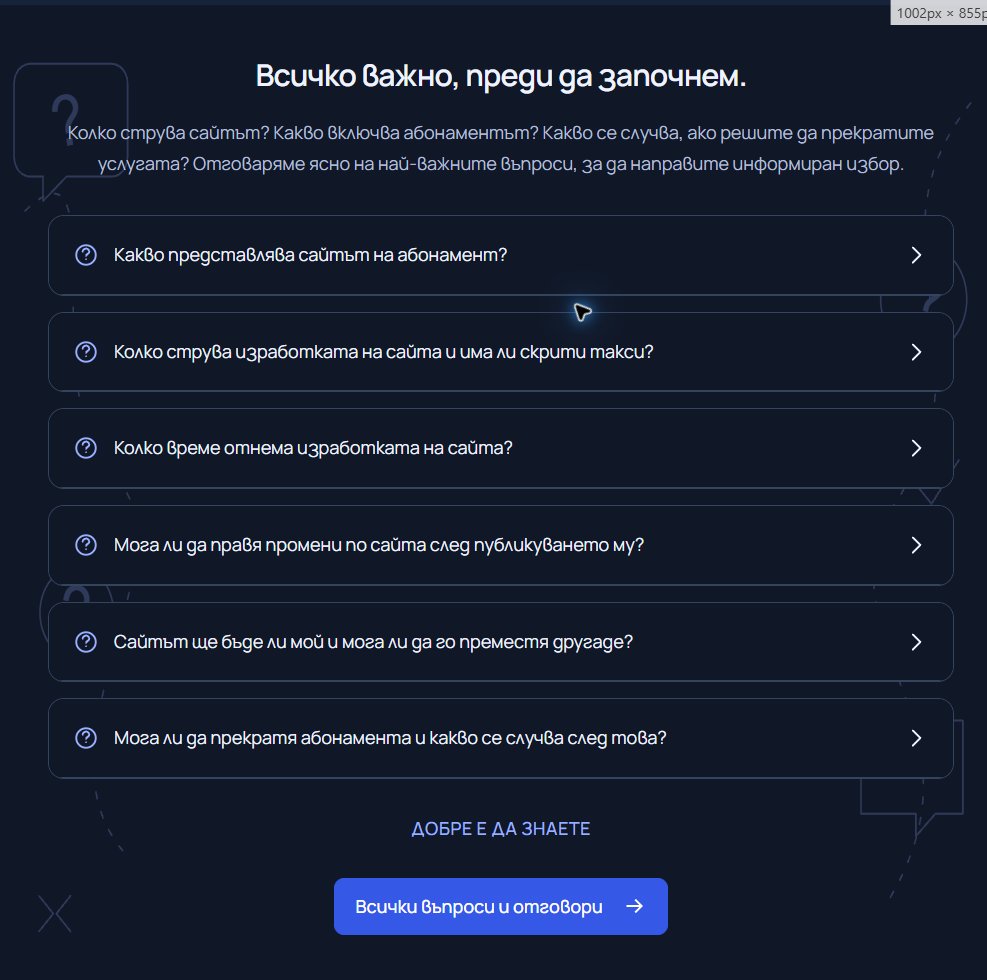 1002px × 855p
Всичко важно, преди да започнем.
Колко струва сайтът? Какво включва абонаментът? Какво се случва, ако решите да прекратите
услугата? Отговаряме ясно на най-важните въпроси, за да направите информиран избор.
Какво представлява сайтът на абонамент?
Колко струва изработката на сайта и има ли скрити такси?
Колко време отнема изработката на сайта?
Мога ли да правя промени по сайта след публикуването му?
Сайтът ще бъде ли мой и мога ли да го преместя другаде?
Мога ли да прекратя абонамента и какво се случва след това?
ДОБРЕ Е ДА ЗНАЕТЕ
Всички въпроси и отговори